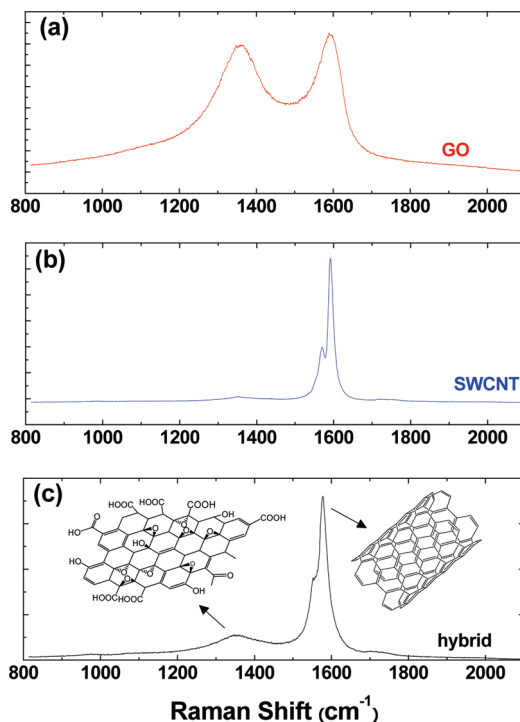 (a)
GO
800 1000 1200 1400 1600 1800 2000
(b)
SWCNT
800 1000 1200 1400 1600 1800 2000
(c)
HOOC HOOC COOH
O OH
HO COOH
O O O
HO O
O O O
HO O
O
HOOC HOOC OH
hybrid
800 1000 1200 1400 1600 1800 2000
Raman Shift (cm-1)